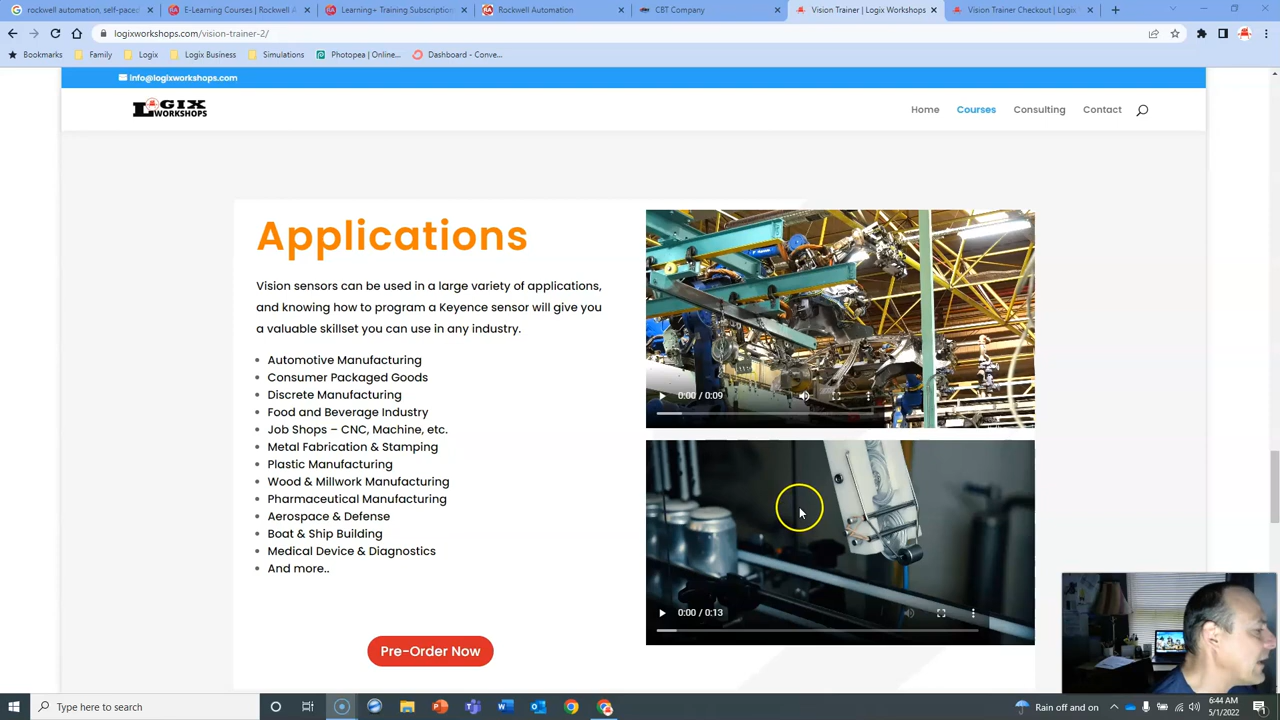 rockwell automation, self-pace
E-Learning Courses | Rockwell A
Learning+ Training Subscription
Rockwell Automation
CBT Company
Vision Trainer | Logix Workshops
Vision Trainer Checkout | Logix
logixworkshops.com/vision-trainer-2/
Bookmarks
Family
Logix
Logix Business
Simulations
Photopea | Online...
Dashboard - Conve...
info@logixworkshops.com
LOGIX
WORKSHOPS
Home
Courses
Consulting
Contact
Applications
Vision sensors can be used in a large variety of applications,
and knowing how to program a Keyence sensor will give you
a valuable skillset you can use in any industry.
Automotive Manufacturing
Consumer Packaged Goods
Discrete Manufacturing
Food and Beverage Industry
Job Shops – CNC, Machine, etc.
Metal Fabrication & Stamping
Plastic Manufacturing
Wood & Millwork Manufacturing
Pharmaceutical Manufacturing
Aerospace & Defense
Boat & Ship Building
Medical Device & Diagnostics
And more..
0:00 / 0:09
0:00 / 0:13
Pre-Order Now
Type here to search
Rain off and on
6:44 AM
5/1/2022